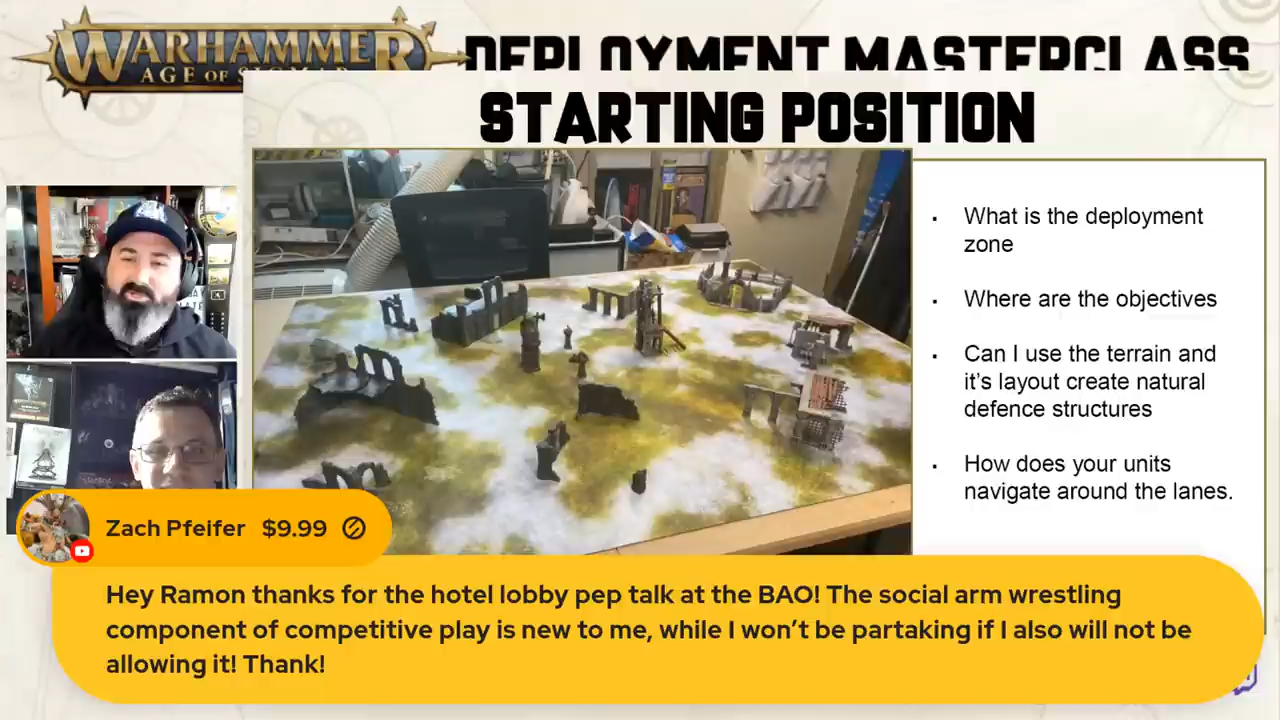 WARHAMMER
AGE OF SIGMAR
DEPLOYMENT MASTERCLASS
STARTING POSITION
• What is the deployment
zone
• Where are the objectives
• Can I use the terrain and
it's layout create natural
defence structures
• How does your units
navigate around the lanes.
Zach Pfeifer $9.99
Hey Ramon thanks for the hotel lobby pep talk at the BAO! The social arm wrestling
component of competitive play is new to me, while I won't be partaking if I also will not be
allowing it! Thank!